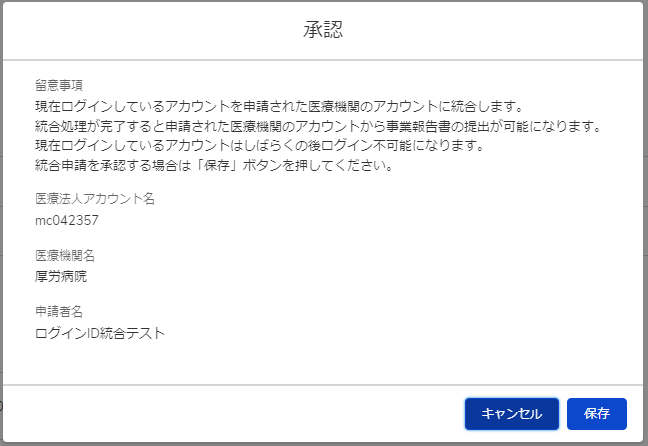 承認
留意事項
現在ログインしているアカウントを申請された医療機関のアカウントに統合します。
統合処理が完了すると申請された医療機関のアカウントから事業報告書の提出が可能になります。
現在ログインしているアカウントはしばらくの後ログイン不可能になります。
統合申請を承認する場合は「保存」ボタンを押してください。
医療法人アカウント名
mc042357
医療機関名
厚労病院
申請者名
ログインID統合テスト
キャンセル
保存